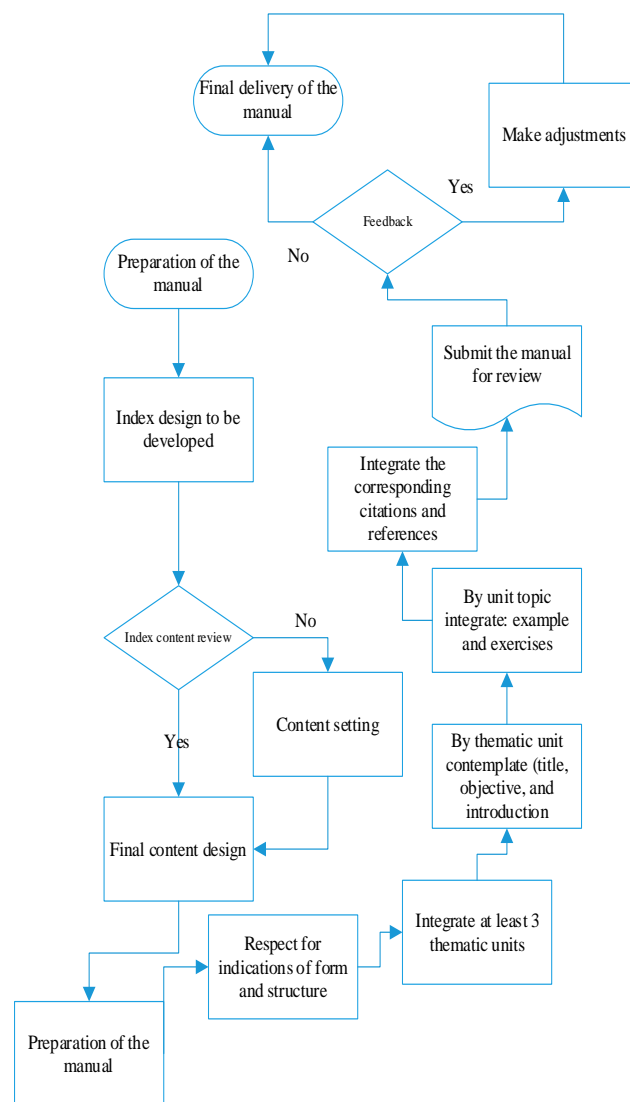 Final delivery of the
manual
Make adjustments
Yes
Feedback
No
Preparation of the
manual
Submit the manual
for review
Index design to be
developed
Integrate the
corresponding
citations and
references
By unit topic
integrate: example
and exercises
No
Index content review
Content setting
Yes
By thematic unit
contemplate (title,
objective, and
introduction
Final content design
Integrate at least 3
thematic units
Respect for
indications of form
and structure
Preparation of the
manual